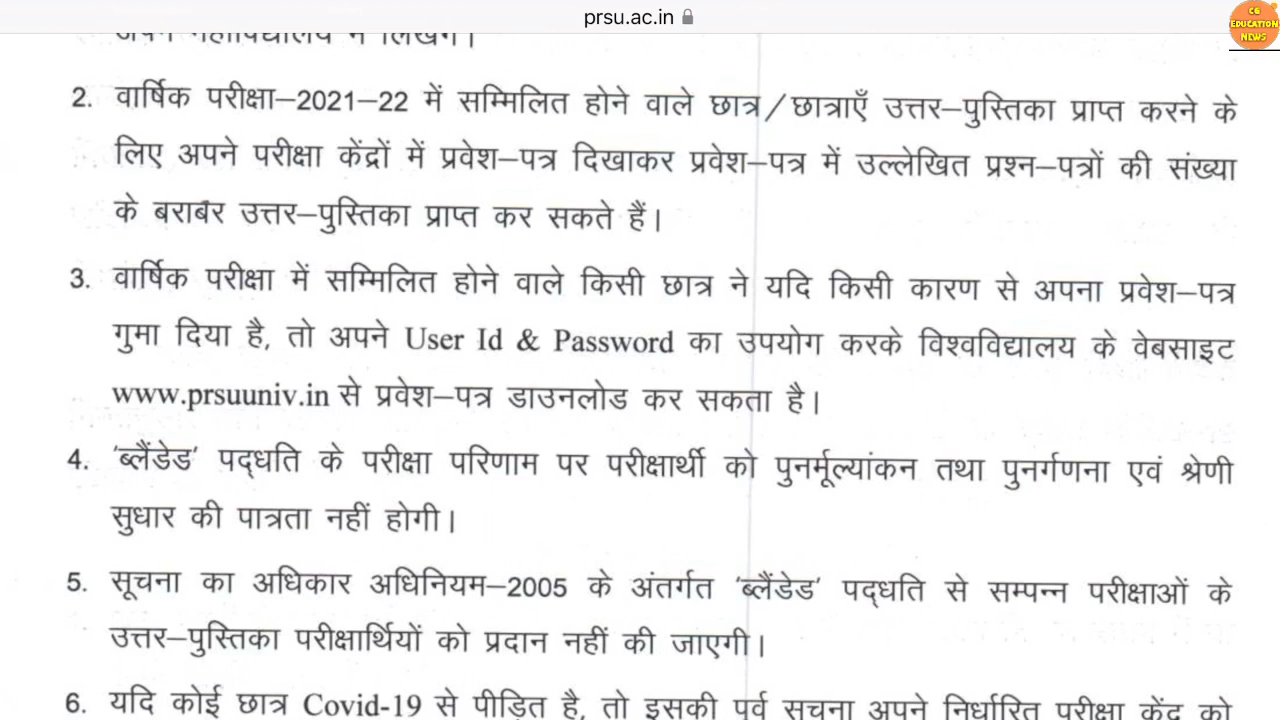 prsu.ac.in
CG
EDUCATION
NEWS
अपने महाविद्यालय में लिखेंगे।
2. वार्षिक परीक्षा–2021–22 में सम्मिलित होने वाले छात्र/छात्राएँ उत्तर–पुस्तिका प्राप्त करने के
लिए अपने परीक्षा केंद्रों में प्रवेश–पत्र दिखाकर प्रवेश–पत्र में उल्लेखित प्रश्न–पत्रों की संख्या
के बराबर उत्तर–पुस्तिका प्राप्त कर सकते हैं।
3. वार्षिक परीक्षा में सम्मिलित होने वाले किसी छात्र ने यदि किसी कारण से अपना प्रवेश–पत्र
गुमा दिया है, तो अपने User Id & Password का उपयोग करके विश्वविद्यालय के वेबसाइट
www.prsuuniv.in से प्रवेश–पत्र डाउनलोड कर सकता है।
4. 'ब्लैंडेड' पद्धति के परीक्षा परिणाम पर परीक्षार्थी को पुनर्मूल्यांकन तथा पुनर्गणना एवं श्रेणी
सुधार की पात्रता नहीं होगी।
5. सूचना का अधिकार अधिनियम–2005 के अंतर्गत 'ब्लैंडेड' पद्धति से सम्पन्न परीक्षाओं के
उत्तर–पुस्तिका परीक्षार्थियों को प्रदान नहीं की जाएगी।
6. यदि कोई छात्र Covid-19 से पीड़ित है, तो इसकी पूर्व सूचना अपने निर्धारित परीक्षा केंद्र को